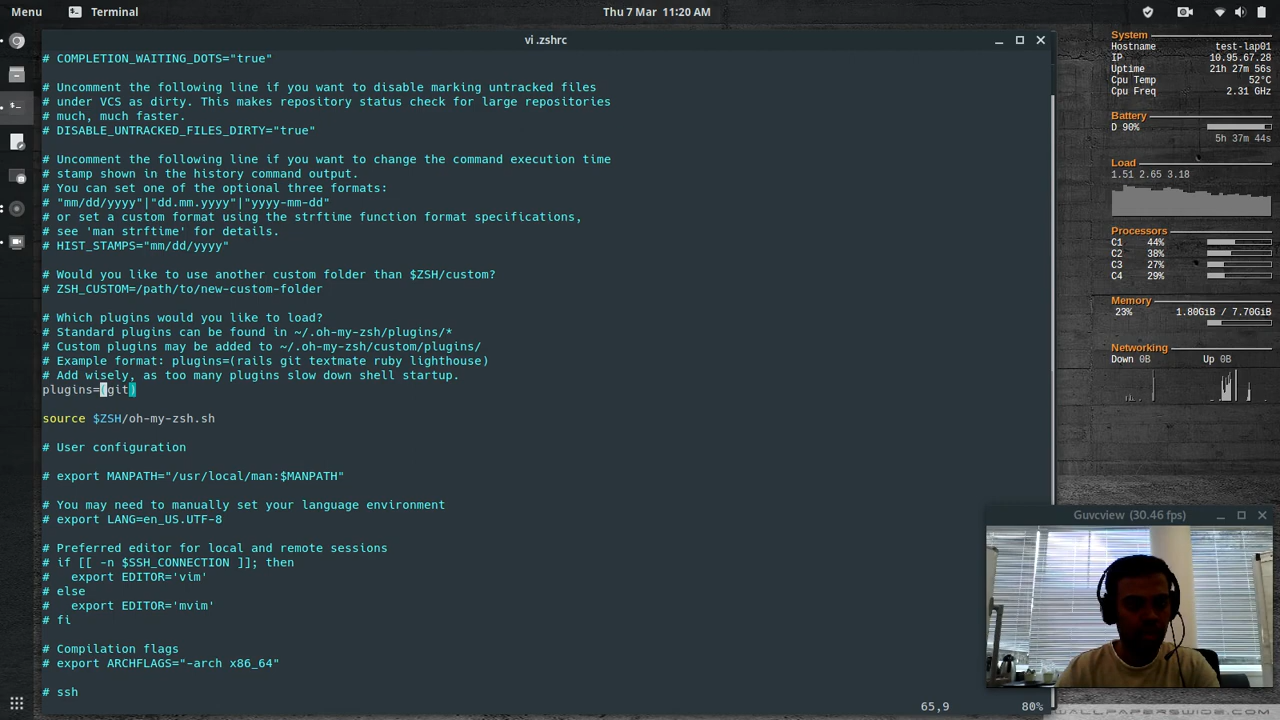 Menu
Terminal
Thu 7 Mar 11:20 AM
vi .zshrc
# COMPLETION_WAITING_DOTS="true"
# Uncomment the following line if you want to disable marking untracked files
# under VCS as dirty. This makes repository status check for large repositories
# much, much faster.
# DISABLE_UNTRACKED_FILES_DIRTY="true"
# Uncomment the following line if you want to change the command execution time
# stamp shown in the history command output.
# You can set one of the optional three formats:
# "mm/dd/yyyy"|"dd.mm.yyyy"|"yyyy-mm-dd"
# or set a custom format using the strftime function format specifications,
# see 'man strftime' for details.
# HIST_STAMPS="mm/dd/yyyy"
# Would you like to use another custom folder than $ZSH/custom?
# ZSH_CUSTOM=/path/to/new-custom-folder
# Which plugins would you like to load?
# Standard plugins can be found in ~/.oh-my-zsh/plugins/*
# Custom plugins may be added to ~/.oh-my-zsh/custom/plugins/
# Example format: plugins=(rails git textmate ruby lighthouse)
# Add wisely, as too many plugins slow down shell startup.
plugins=(git)
source $ZSH/oh-my-zsh.sh
# User configuration
# export MANPATH="/usr/local/man:$MANPATH"
# You may need to manually set your language environment
# export LANG=en_US.UTF-8
# Preferred editor for local and remote sessions
# if [[ -n $SSH_CONNECTION ]]; then
#   export EDITOR='vim'
# else
#   export EDITOR='mvim'
# fi
# Compilation flags
# export ARCHFLAGS="-arch x86_64"
# ssh
65,9 80%
System
Hostname test-lap01
IP 10.95.67.28
Uptime 21h 27m 56s
Cpu Temp 52°C
Cpu Freq 2.31 GHz
Battery
D 90%
5h 37m 44s
Load
1.51 2.65 3.18
Processors
C1 44%
C2 38%
C3 27%
C4 29%
Memory
23% 1.80GiB / 7.70GiB
Networking
Down 0B Up 0B
Guvcview (30.46 fps)
WALLPAPERSWIDE.COM